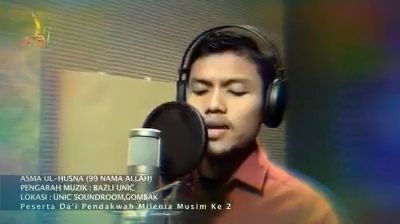 ASMA UL-HUSNA (99 NAMA ALLAH)
PENGARAH MUZIK : BAZLI UNIC
LOKASI : UNIC SOUNDROOM,GOMBAK
Peserta Da'i Pendakwah Milenia Musim Ke 2